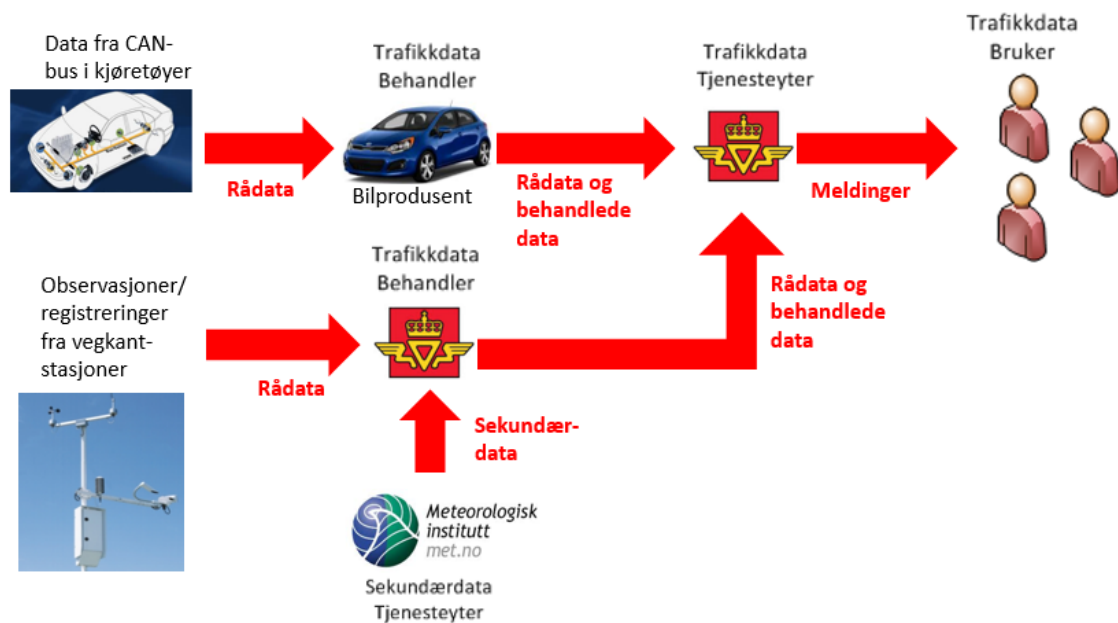 Data fra CAN-
bus i kjøretøyer
Trafikkdata
Behandler
Trafikkdata
Tjenesteyter
Trafikkdata
Bruker
Rådata
Bilprodusent
Rådata og
behandlede
data
Meldinger
Observasjoner/
registreringer
fra vegkant-
stasjoner
Trafikkdata
Behandler
Rådata
Rådata og
behandlede
data
Sekundær-
data
Meteorologisk
institutt
met.no
Sekundærdata
Tjenesteyter